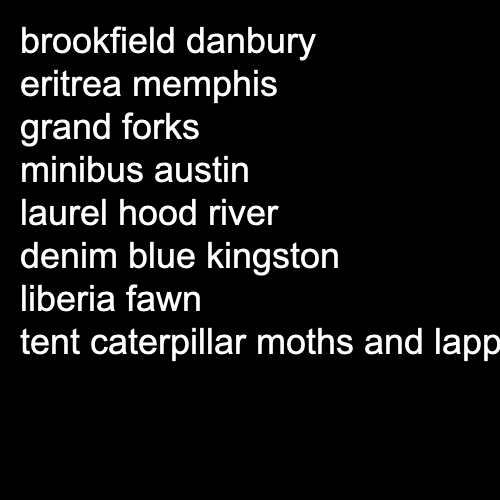 brookfield danbury
eritrea memphis
grand forks
minibus austin
laurel hood river
denim blue kingston
liberia fawn
tent caterpillar moths and lapp